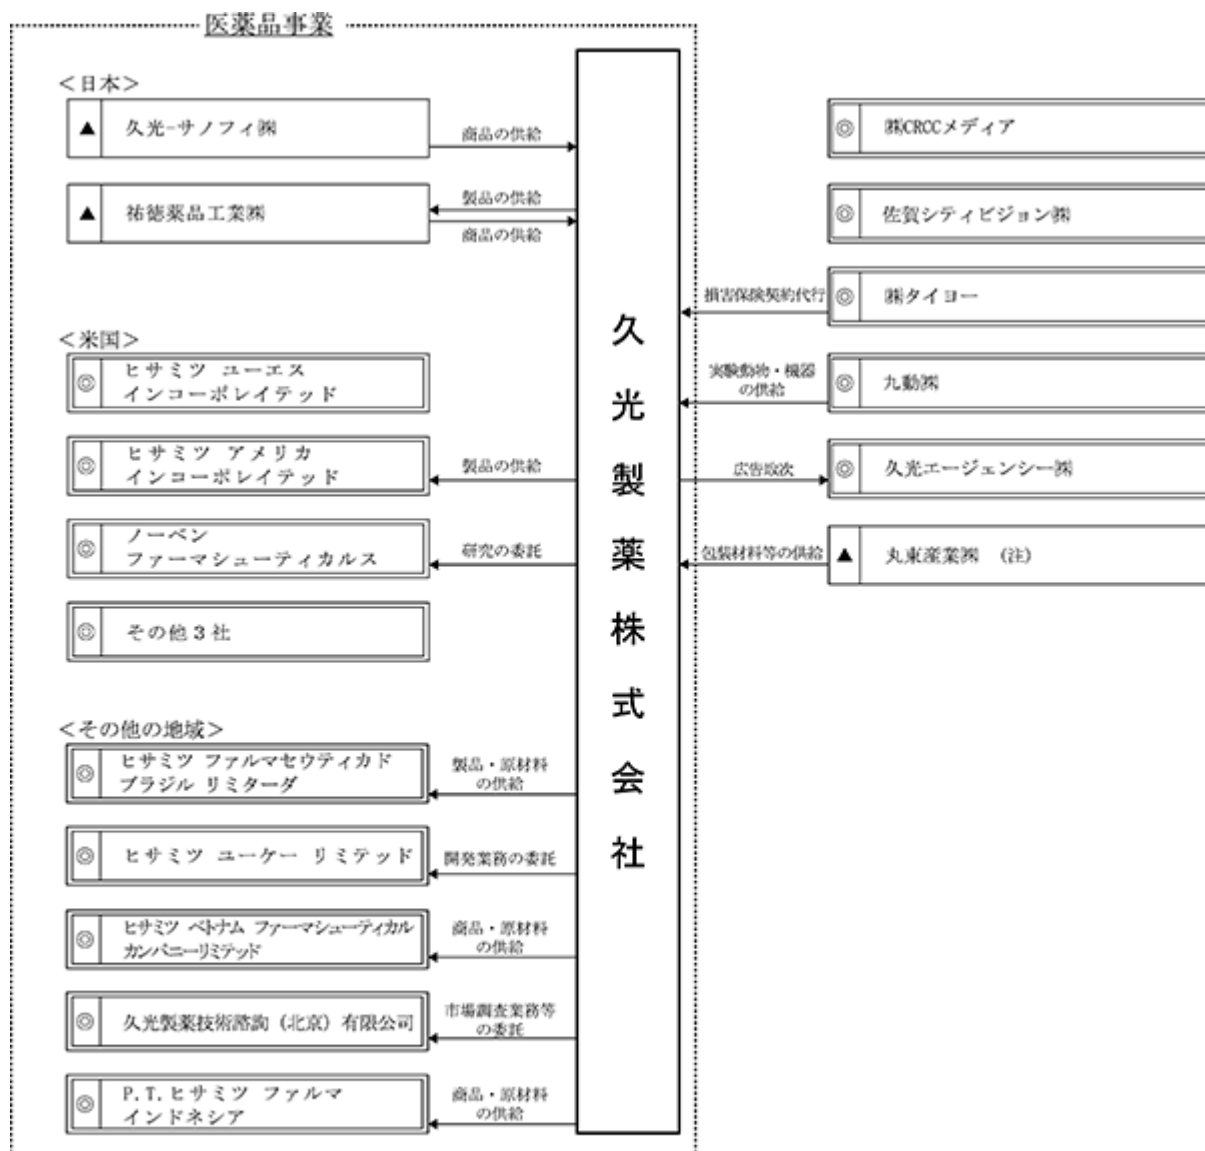 医薬品事業
<日本>
▲ 久光-サノフィ㈱
商品の供給
▲ 祐徳薬品工業㈱
製品の供給
商品の供給
<米国>
◎ ヒサミツ ユーエス
インコーポレイテッド
◎ ヒサミツ アメリカ
インコーポレイテッド
製品の供給
◎ ノーベン
ファーマシューティカルス
研究の委託
◎ その他3社
<その他の地域>
◎ ヒサミツ ファルマセウティカド
ブラジル リミターダ
製品・原材料
の供給
◎ ヒサミツ ユーケー リミテッド
開発業務の委託
◎ ヒサミツ ベトナム ファーマシューティカル
カンパニーリミテッド
商品・原材料
の供給
◎ 久光製薬技術諮詢（北京）有限公司
市場調査業務等
の委託
◎ P.T.ヒサミツ ファルマ
インドネシア
商品・原材料
の供給
久光製薬株式会社
◎ ㈱CRCCメディア
◎ 佐賀シティビジョン㈱
損害保険契約代行
◎ ㈱タイヨー
実験動物・機器
の供給
◎ 九動㈱
広告取次
◎ 久光エージェンシー㈱
包装材料等の供給
▲ 丸東産業㈱ （注）